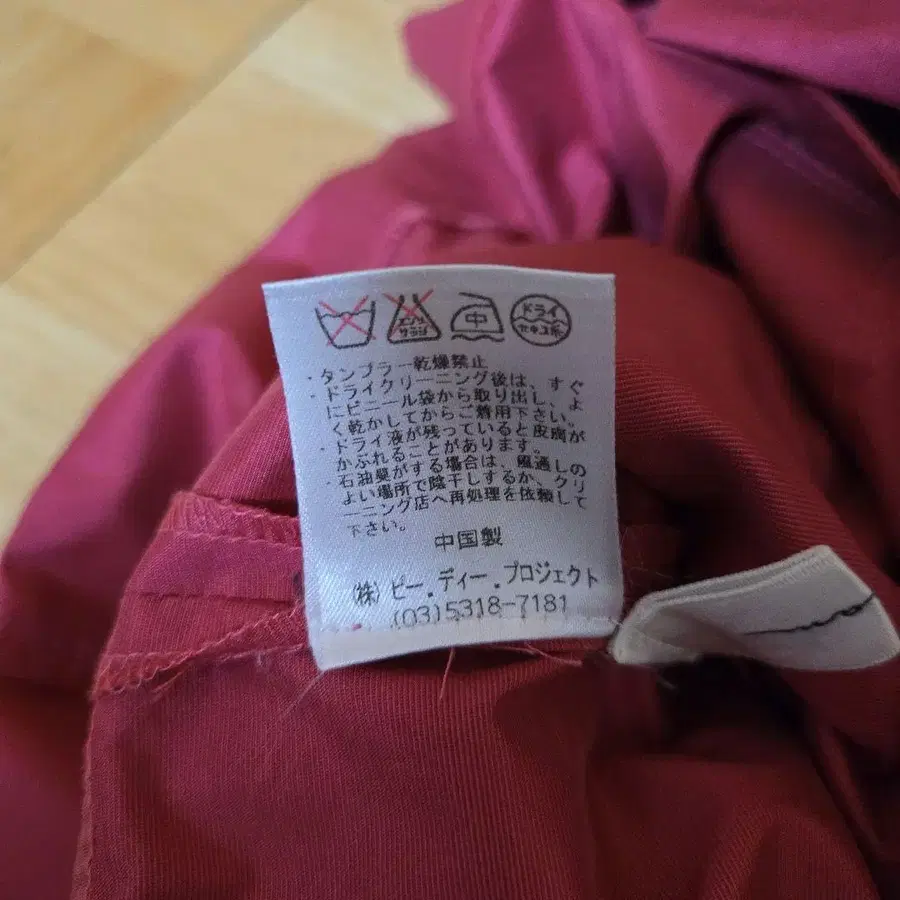 エンソ サラシ 中 ドライ セキユ系
・タンブラー乾燥禁止
・ドライクリーニング後は、すぐ
にビニール袋から取り出し、よ
く乾かしてからご着用下さい。
・ドライ液が残っていると皮膚が
かぶれることがあります。
・石油臭がする場合は、風通しの
よい場所で陰干しするか、クリ
ーニング店へ再処理を依頼して
下さい。
中国製
(株)ピー.ディー.プロジェクト
(03)5318-7181